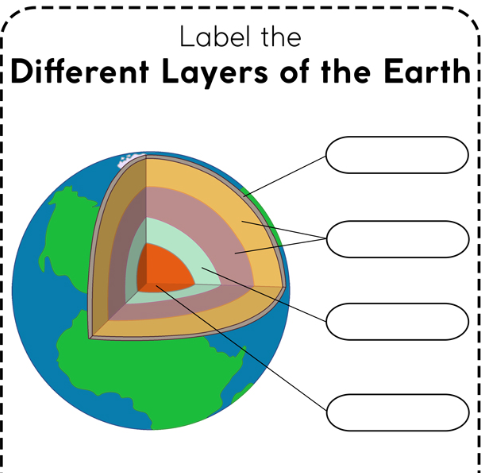 Label the
Different Layers of the Earth